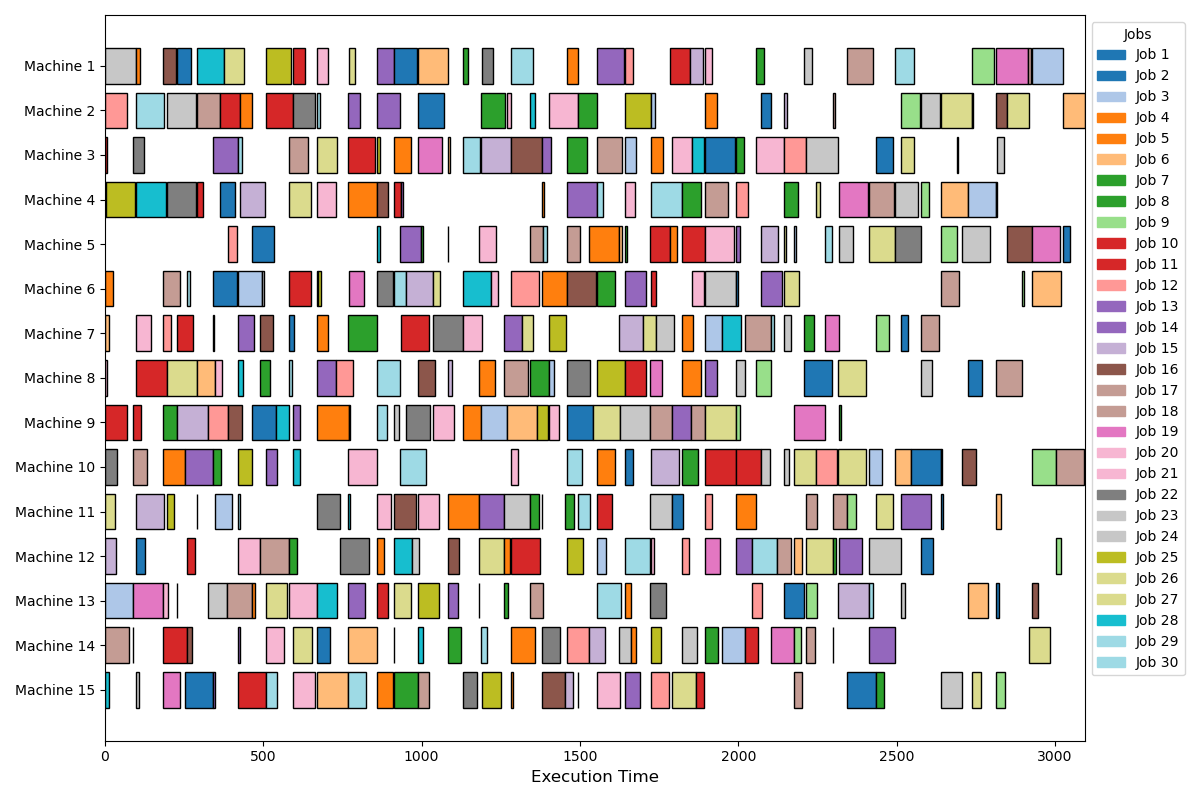 Machine 1
Machine 2
Machine 3
Machine 4
Machine 5
Machine 6
Machine 7
Machine 8
Machine 9
Machine 10
Machine 11
Machine 12
Machine 13
Machine 14
Machine 15
0 500 1000 1500 2000 2500 3000
Execution Time
Jobs
Job 1
Job 2
Job 3
Job 4
Job 5
Job 6
Job 7
Job 8
Job 9
Job 10
Job 11
Job 12
Job 13
Job 14
Job 15
Job 16
Job 17
Job 18
Job 19
Job 20
Job 21
Job 22
Job 23
Job 24
Job 25
Job 26
Job 27
Job 28
Job 29
Job 30